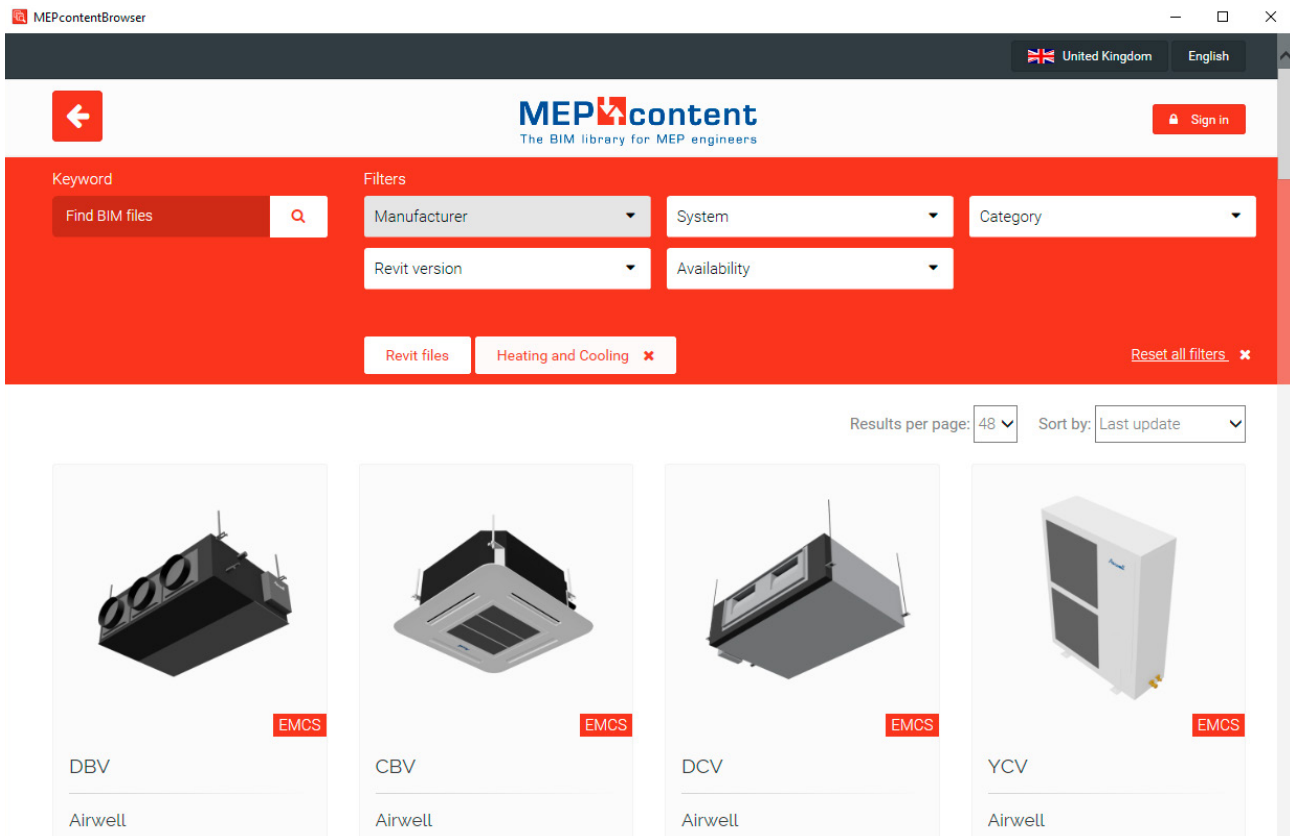 MEPcontentBrowser
United Kingdom English
MEPcontent
The BIM library for MEP engineers
Sign in
Keyword Filters
Find BIM files Manufacturer System Category
Revit version Availability
Revit files Heating and Cooling Reset all filters
Results per page: 48 Sort by: Last update
Airwell
EMCS EMCS EMCS EMCS
DBV CBV DCV YCV
Airwell Airwell Airwell Airwell